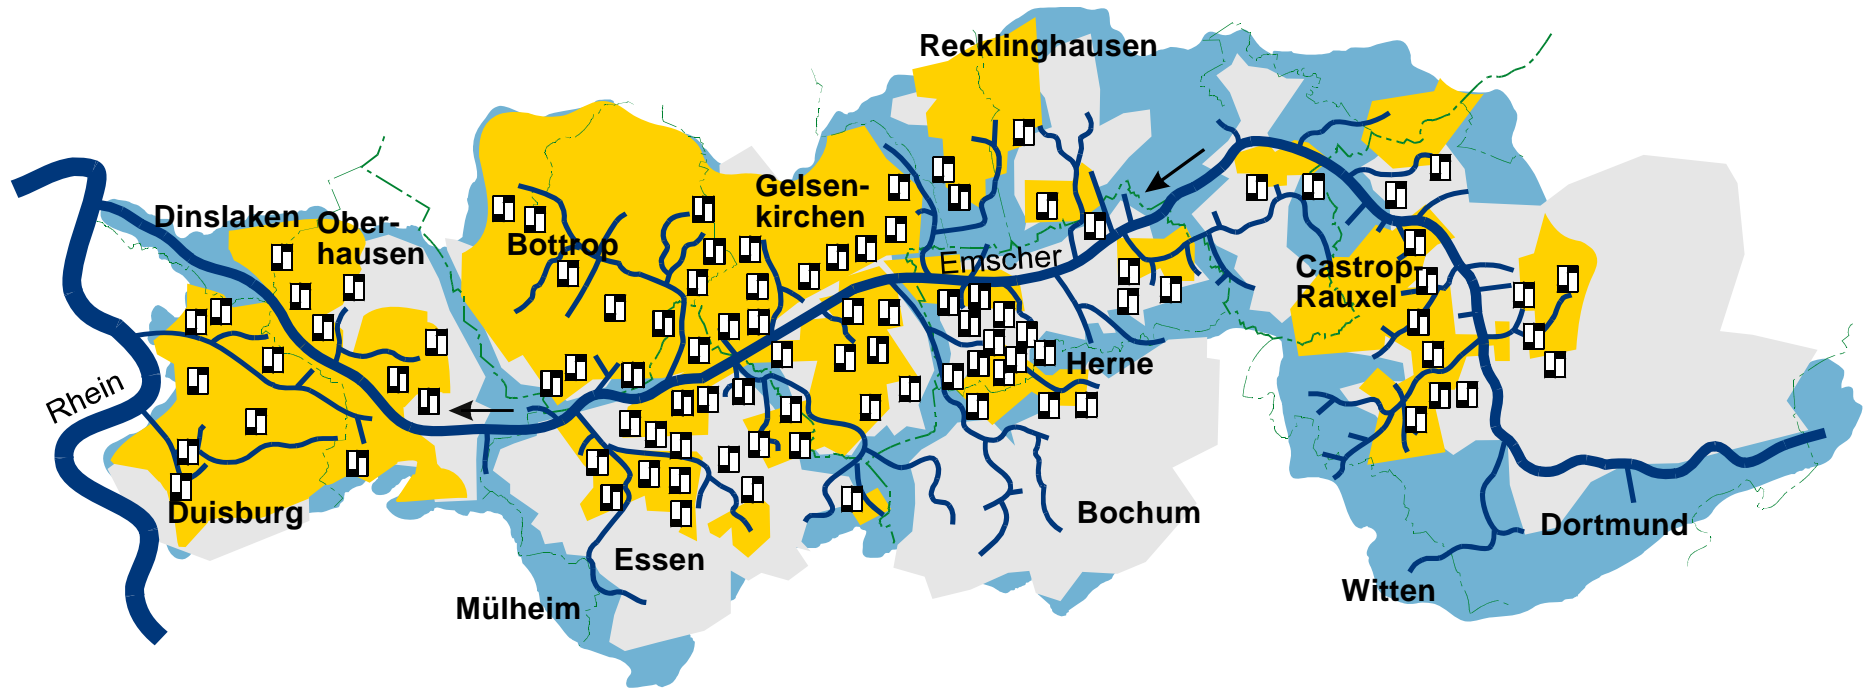 Recklinghausen
Gelsen-
kirchen
Dinslaken
Ober-
hausen
Bottrop
Emscher
Castrop-
Rauxel
Herne
Rhein
Duisburg
Bochum
Dortmund
Essen
Witten
Mülheim